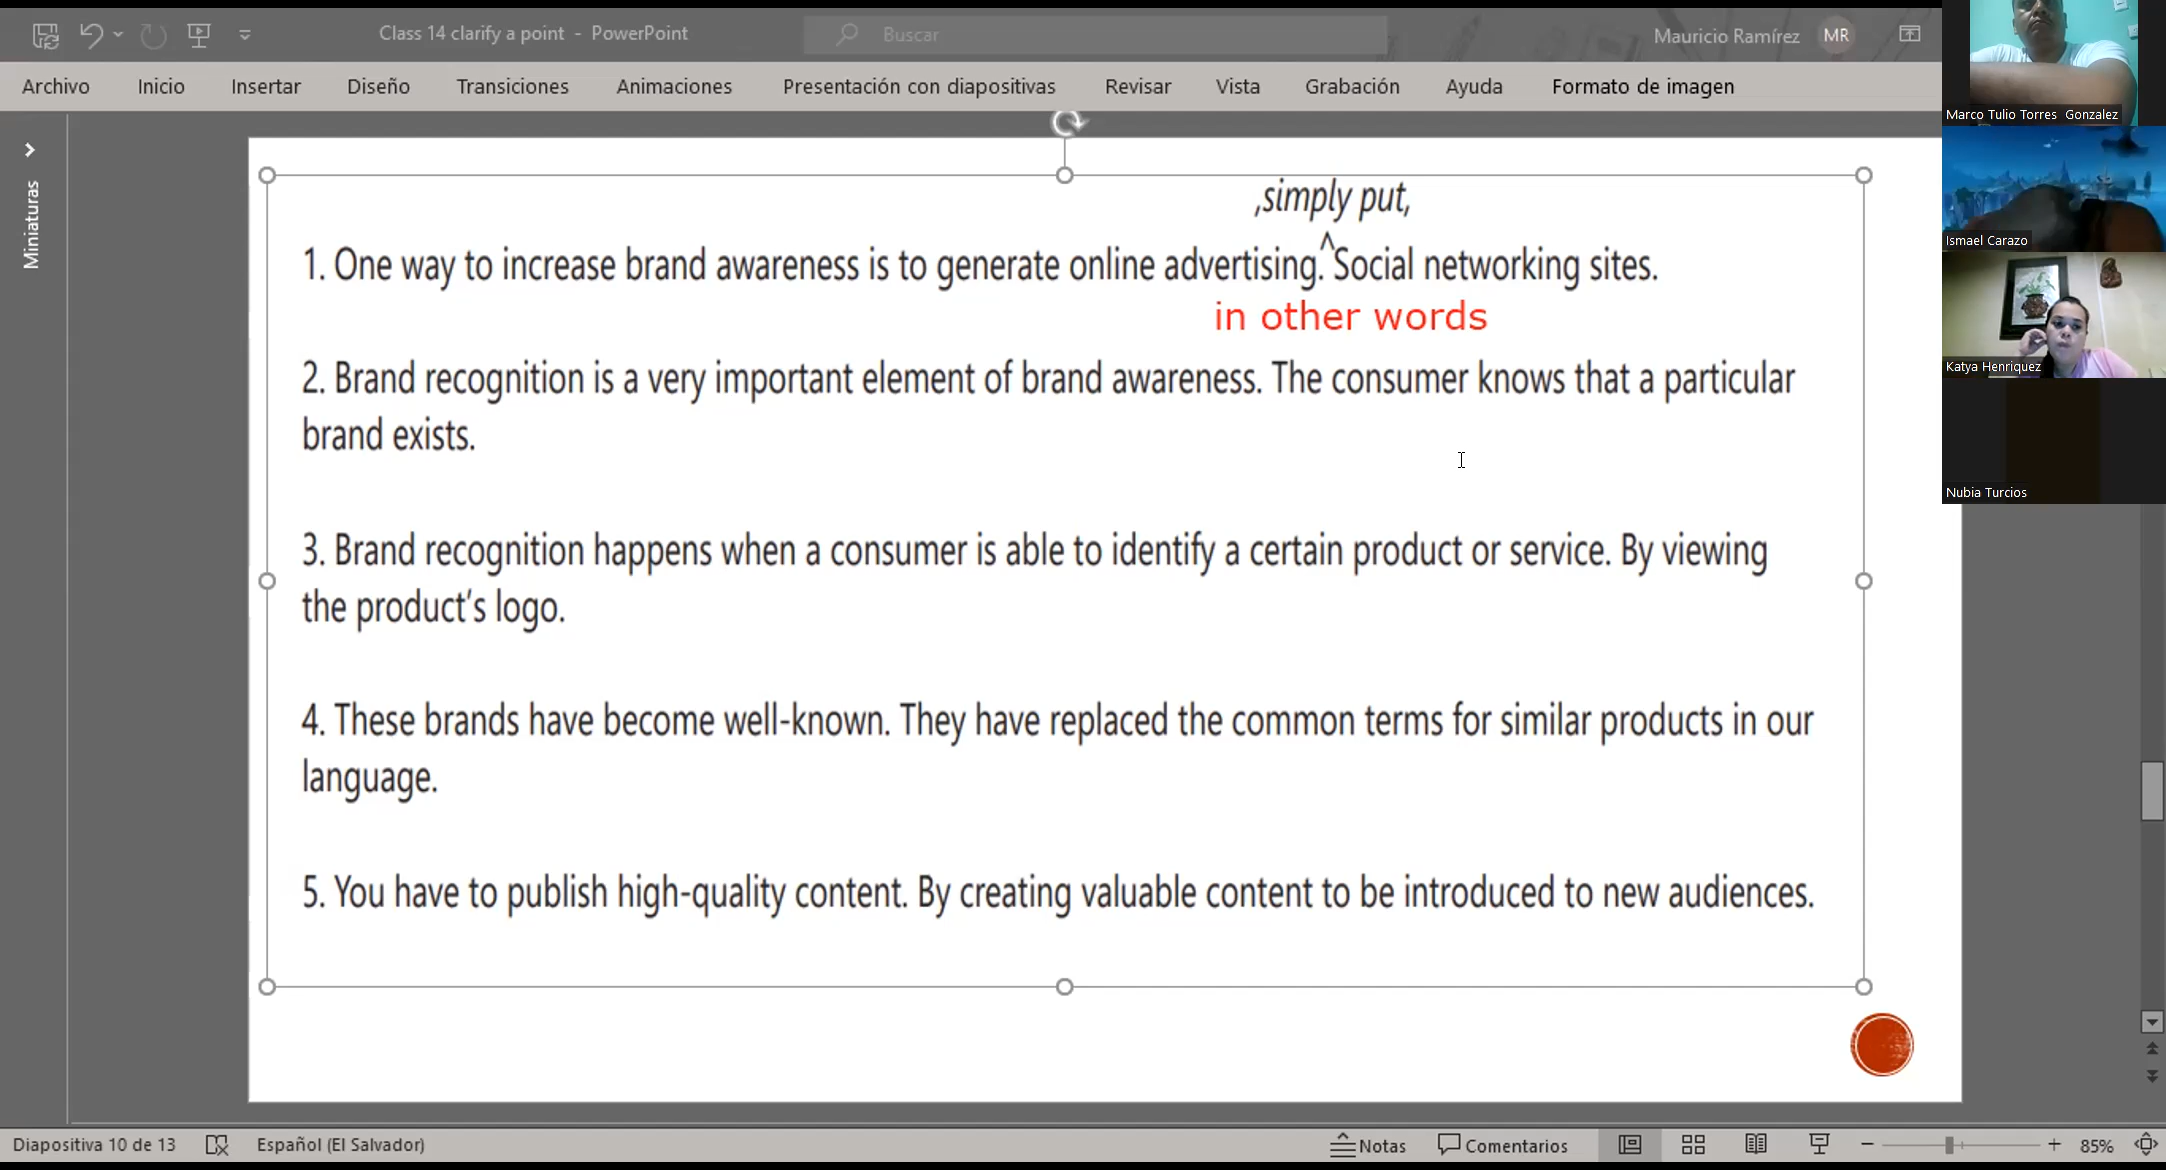 Class 14 clarify a point - PowerPoint
Buscar
Mauricio Ramírez
MR
Archivo
Inicio
Insertar
Diseño
Transiciones
Animaciones
Presentación con diapositivas
Revisar
Vista
Grabación
Ayuda
Formato de imagen
Marco Tulio Torres Gonzalez
Ismael Carazo
Katya Henriquez
Nubia Turcios
Miniaturas
,simply put,
^
1. One way to increase brand awareness is to generate online advertising. Social networking sites.
in other words
2. Brand recognition is a very important element of brand awareness. The consumer knows that a particular
brand exists.
3. Brand recognition happens when a consumer is able to identify a certain product or service. By viewing
the product's logo.
4. These brands have become well-known. They have replaced the common terms for similar products in our
language.
5. You have to publish high-quality content. By creating valuable content to be introduced to new audiences.
Diapositiva 10 de 13
Español (El Salvador)
Notas
Comentarios
85%